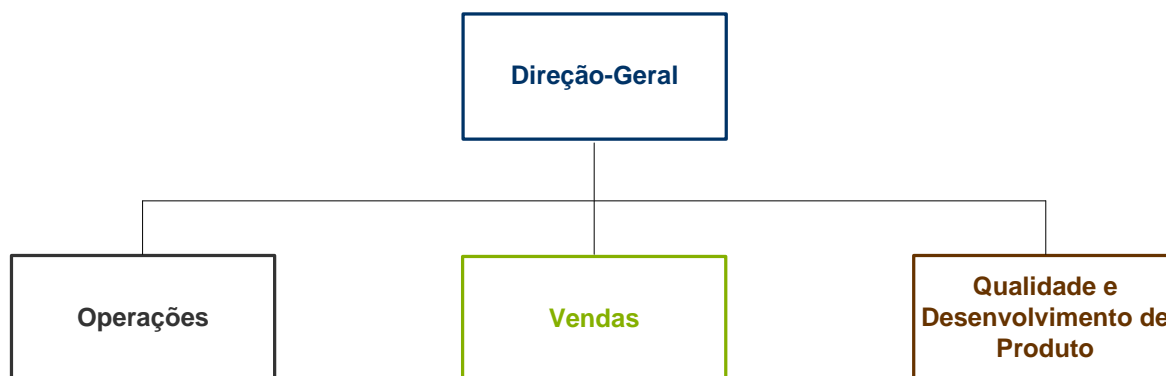 Direção-Geral
Operações
Vendas
Qualidade e
Desenvolvimento de
Produto